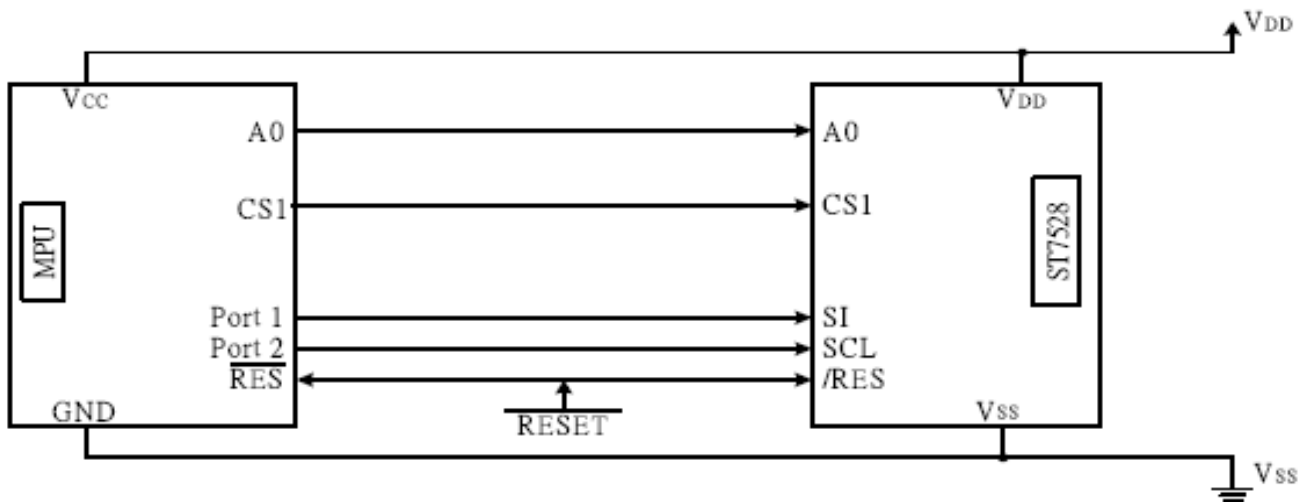 VDD
VCC
VDD
A0
A0
CS1
CS1
MPU
ST7528
Port 1
SI
Port 2
SCL
RES
/RES
RESET
GND
VSS
VSS